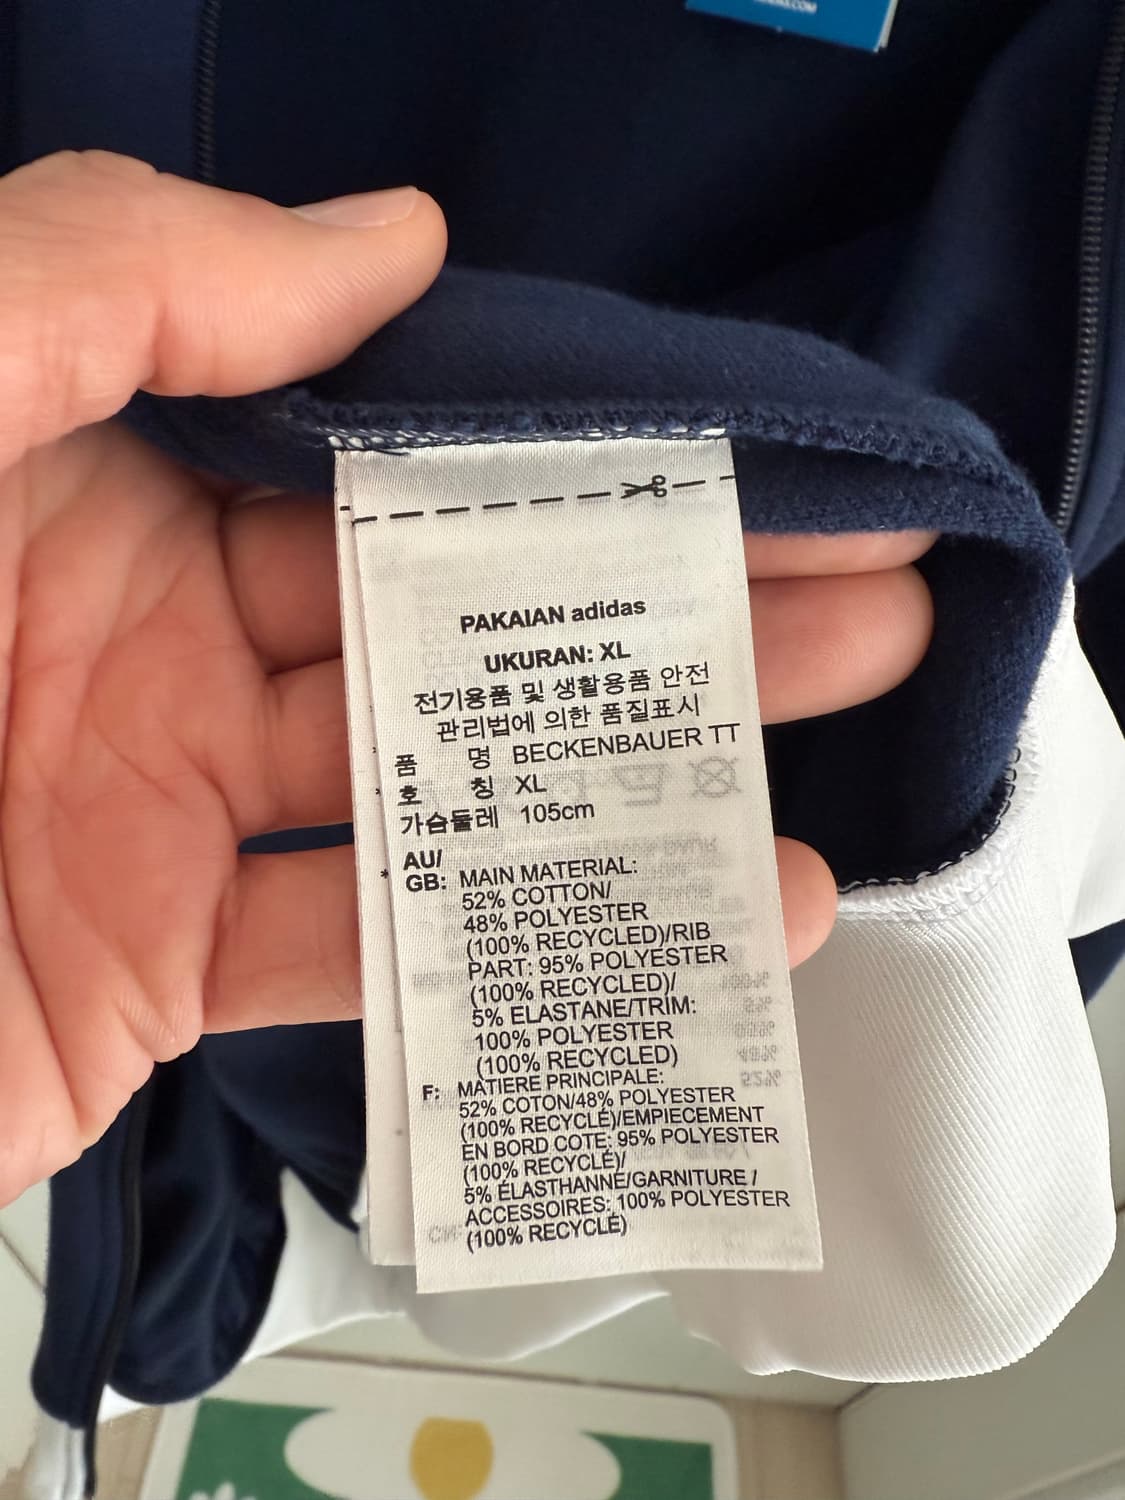 PAKAIAN adidas
UKURAN: XL
전기용품 및 생활용품 안전
관리법에 의한 품질표시
품 명 BECKENBAUER TT
호 칭 XL
가슴둘레 105cm
AU/
GB: MAIN MATERIAL:
52% COTTON/
48% POLYESTER
(100% RECYCLED)/RIB
PART: 95% POLYESTER
(100% RECYCLED)/
5% ELASTANE/TRIM:
100% POLYESTER
(100% RECYCLED)
F: MATIERE PRINCIPALE:
52% COTON/48% POLYESTER
(100% RECYCLÉ)/EMPIECEMENT
EN BORD COTE: 95% POLYESTER
(100% RECYCLÉ)/
5% ÉLASTHANNE/GARNITURE /
ACCESSOIRES: 100% POLYESTER
(100% RECYCLÉ)